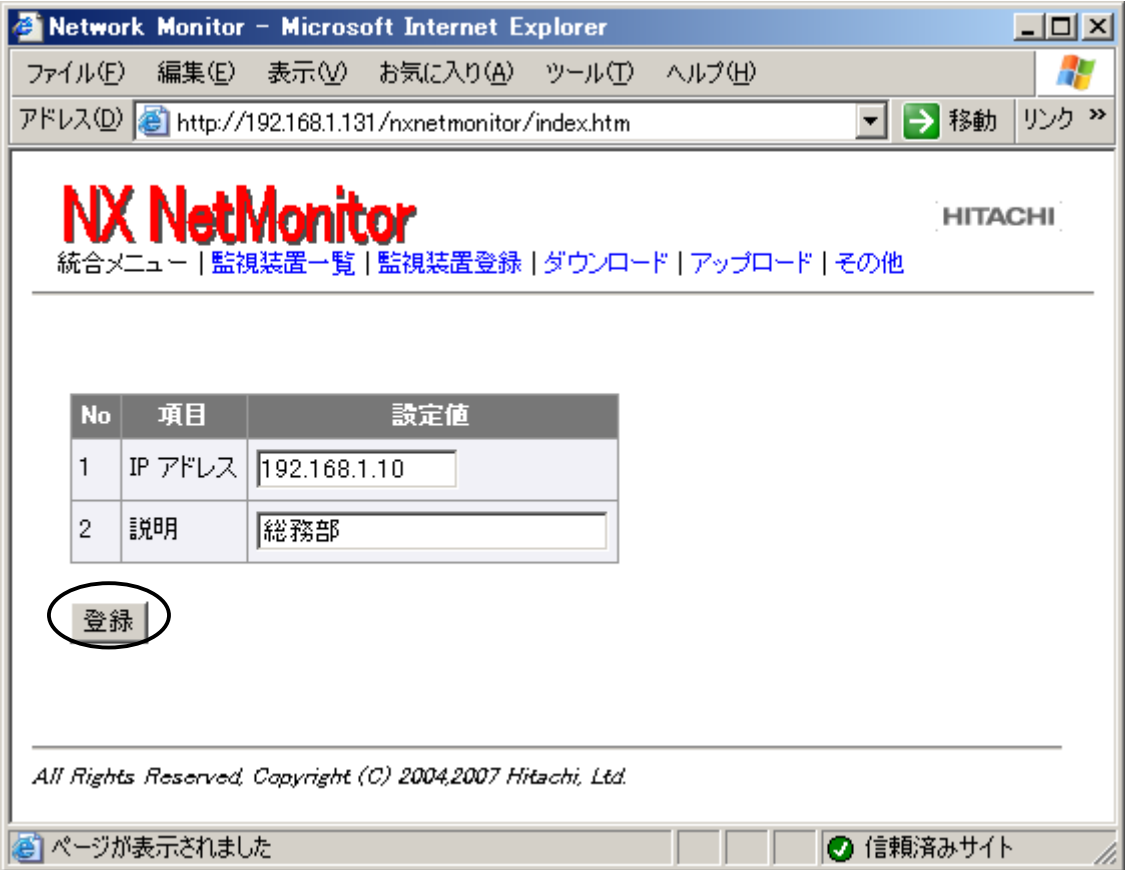 Network Monitor - Microsoft Internet Explorer
ファイル(F) 編集(E) 表示(V) お気に入り(A) ツール(T) ヘルプ(H)
アドレス(D) http://192.168.1.131/nxnetmonitor/index.htm 移動 リンク »
NX NetMonitor
HITACHI
統合メニュー | 監視装置一覧 | 監視装置登録 | ダウンロード | アップロード | その他
No 項目 設定値
1 IP アドレス 192.168.1.10
2 説明 総務部
登録
All Rights Reserved, Copyright (C) 2004,2007 Hitachi, Ltd.
ページが表示されました 信頼済みサイト